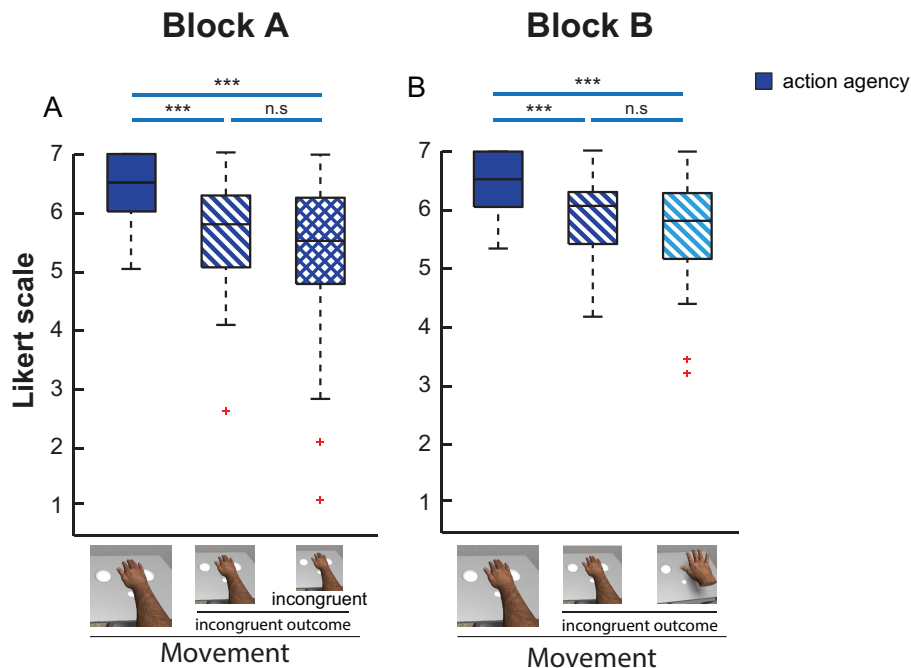 Block A
Block B
A
***
***
n.s
B
***
***
n.s
action agency
Likert scale
7
6
5
4
3
2
1
7
6
5
4
3
2
1
incongruent
incongruent outcome
Movement
incongruent outcome
Movement